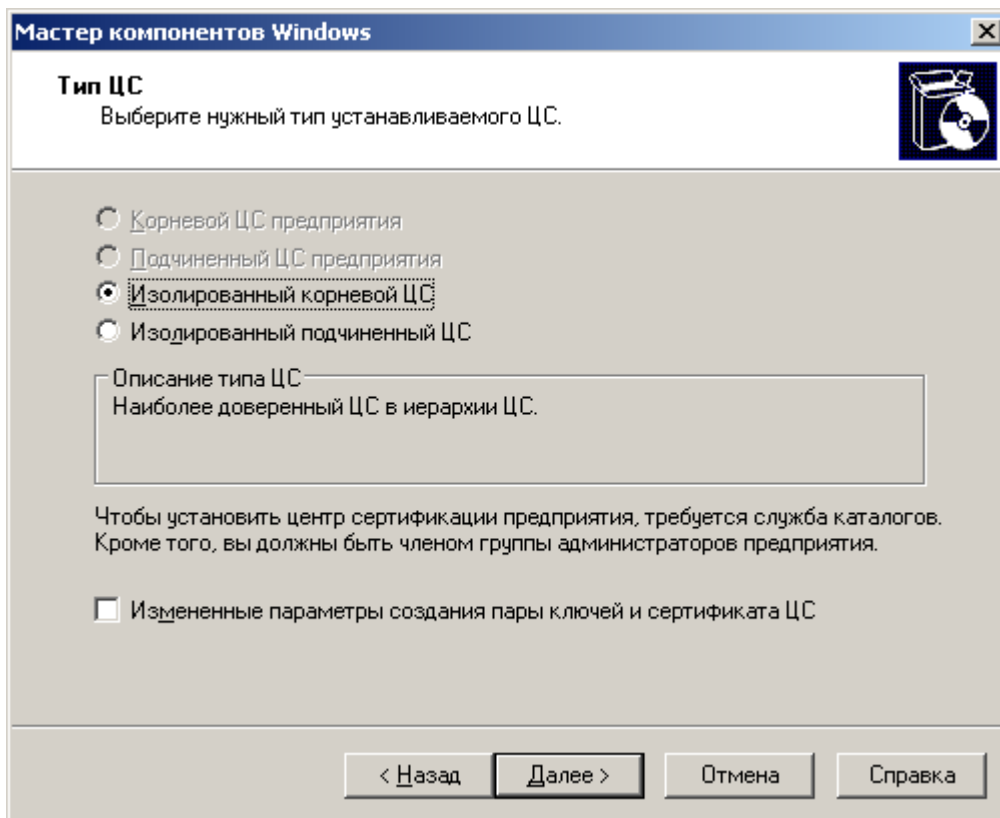 Мастер компонентов Windows
Тип ЦС
Выберите нужный тип устанавливаемого ЦС.
Корневой ЦС предприятия
Подчиненный ЦС предприятия
Изолированный корневой ЦС
Изолированный подчиненный ЦС
Описание типа ЦС
Наиболее доверенный ЦС в иерархии ЦС.
Чтобы установить центр сертификации предприятия, требуется служба каталогов.
Кроме того, вы должны быть членом группы администраторов предприятия.
Измененные параметры создания пары ключей и сертификата ЦС
< Назад Далее > Отмена Справка